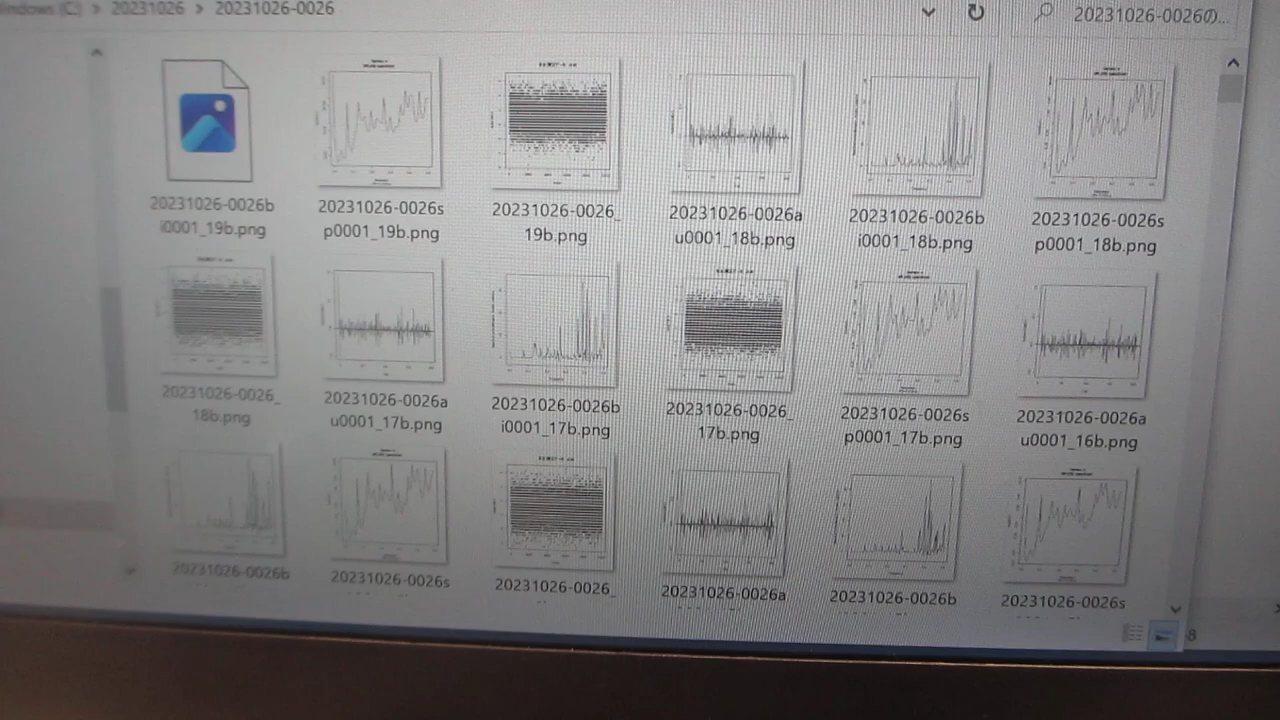 Windows (C:) > 20231026 > 20231026-0026
20231026-0026の...
20231026-0026b
i0001_19b.png
20231026-0026s
p0001_19b.png
20231026-0026_
19b.png
20231026-0026a
u0001_18b.png
20231026-0026b
i0001_18b.png
20231026-0026s
p0001_18b.png
20231026-0026_
18b.png
20231026-0026a
u0001_17b.png
20231026-0026b
i0001_17b.png
20231026-0026_
17b.png
20231026-0026s
p0001_17b.png
20231026-0026a
u0001_16b.png
20231026-0026b
20231026-0026s
20231026-0026_
20231026-0026a
20231026-0026b
20231026-0026s
8